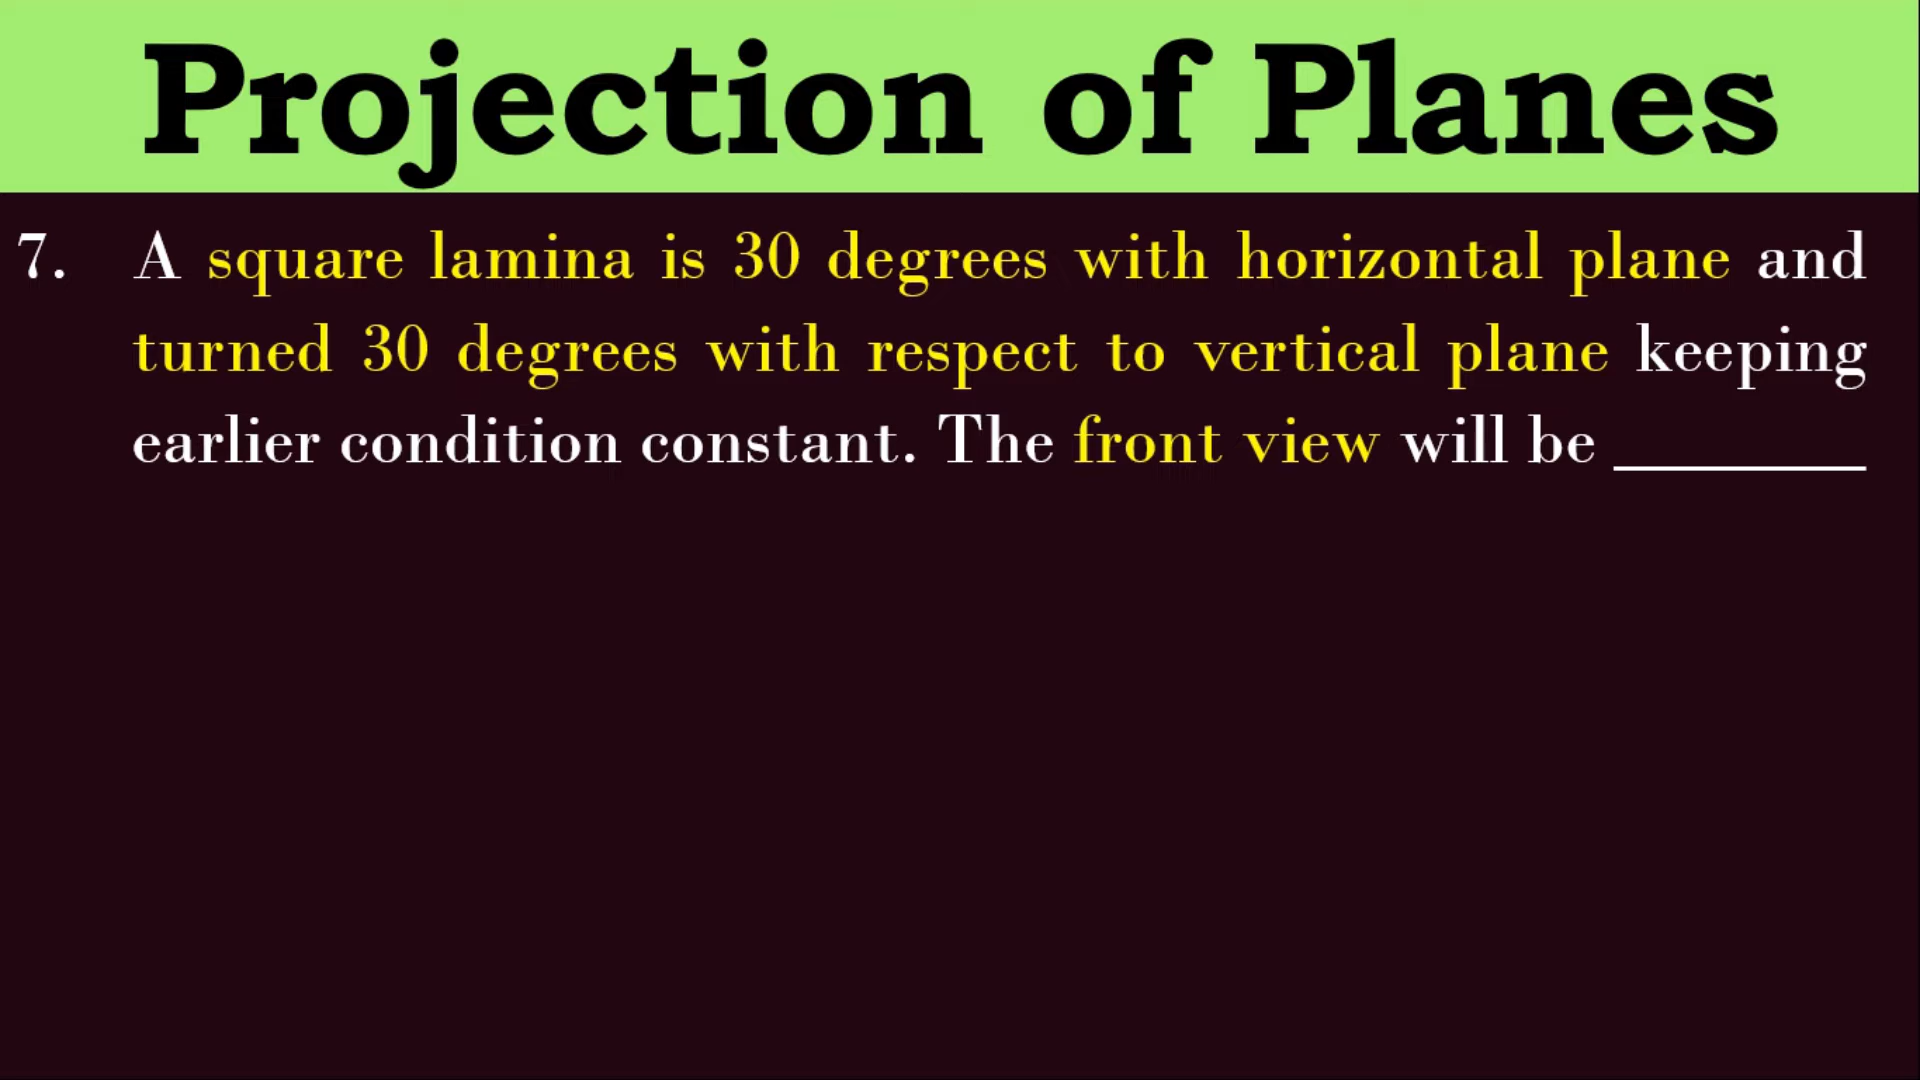 Projection of Planes
7. A square lamina is 30 degrees with horizontal plane and
turned 30 degrees with respect to vertical plane keeping
earlier condition constant. The front view will be ________